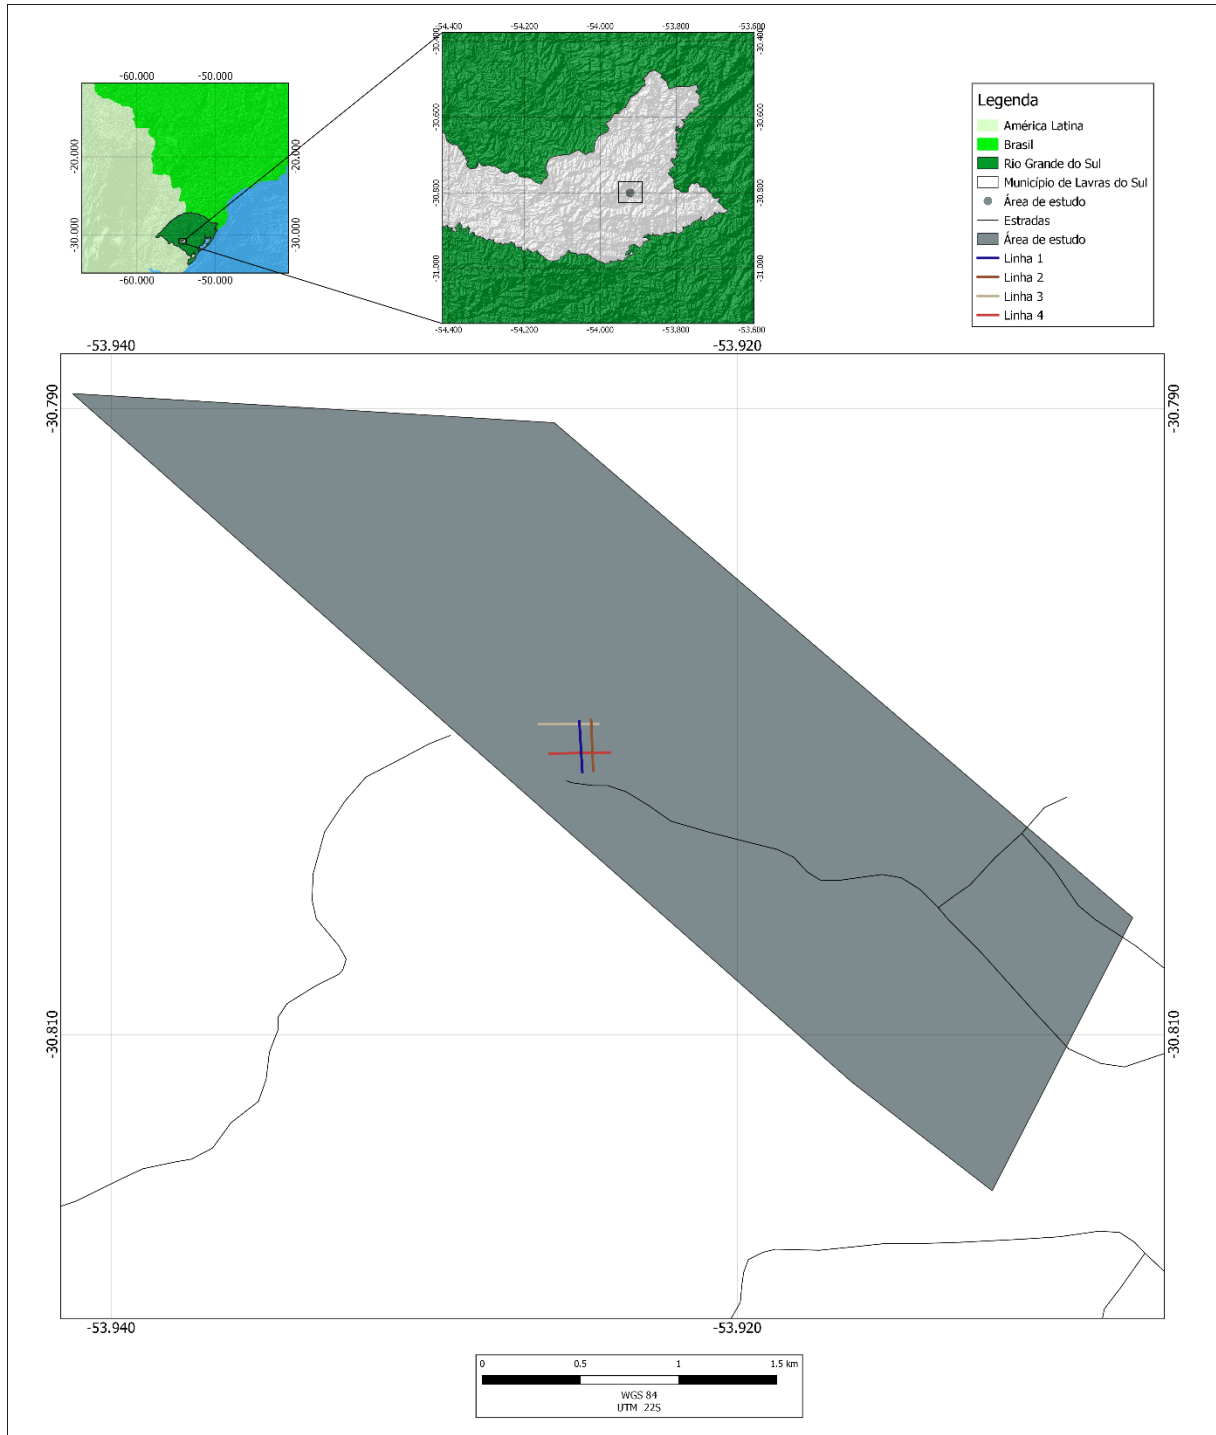 -60.000 -50.000
-20.000 -20.000
-30.000 -30.000
-60.000 -50.000
-54.400 -54.200 -54.000 -53.800 -53.600
-30.400 -30.400
-30.600 -30.600
-30.800 -30.800
-31.000 -31.000
-54.400 -54.200 -54.000 -53.800 -53.600
Legenda
América Latina
Brasil
Rio Grande do Sul
Município de Lavras do Sul
Área de estudo
Estradas
Área de estudo
Linha 1
Linha 2
Linha 3
Linha 4
-53.940 -53.920
-30.790 -30.790
-30.810 -30.810
-53.940 -53.920
0 0.5 1 1.5 km
WGS 84
UTM 22S